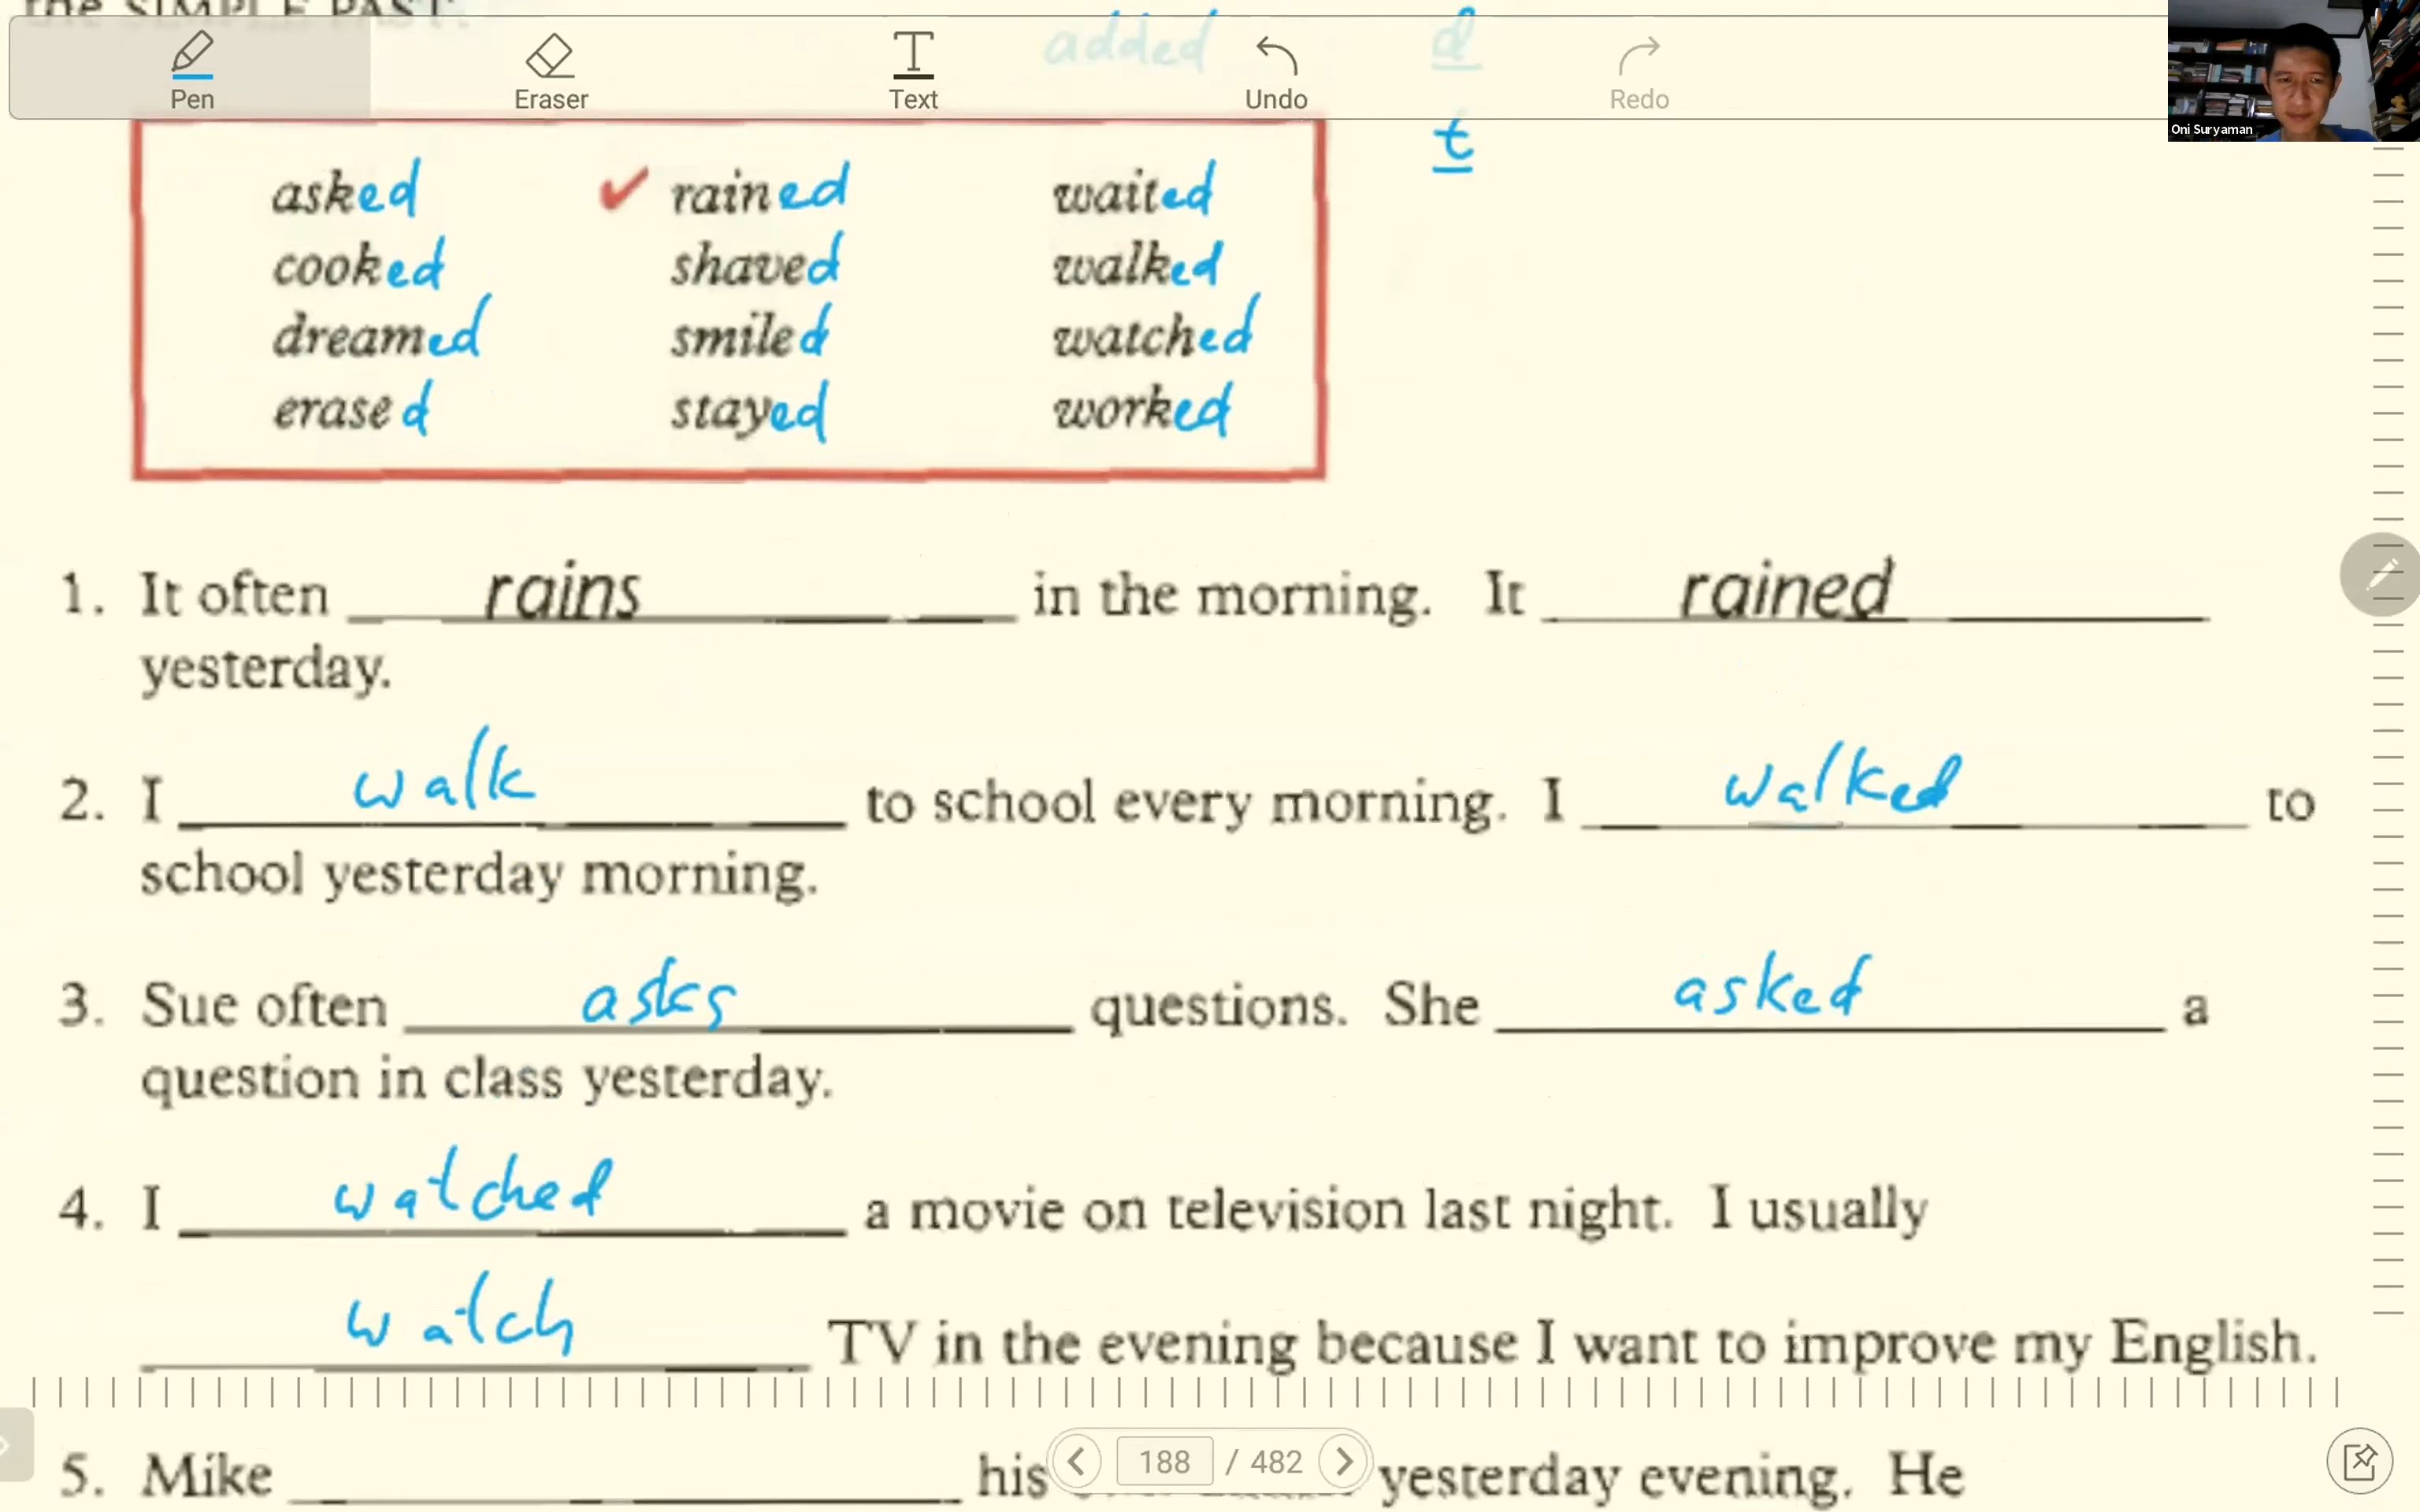 the SIMPLE PAST.
added d
Pen Eraser Text Undo Redo
Oni Suryaman
t
asked ✔ rained waited
cooked shaved walked
dreamed smiled watched
erased stayed worked
1. It often rains in the morning. It rained
yesterday.
2. I walk to school every morning. I walked to
school yesterday morning.
3. Sue often asks questions. She asked a
question in class yesterday.
4. I watched a movie on television last night. I usually
watch TV in the evening because I want to improve my English.
5. Mike his yesterday evening. He
188 / 482